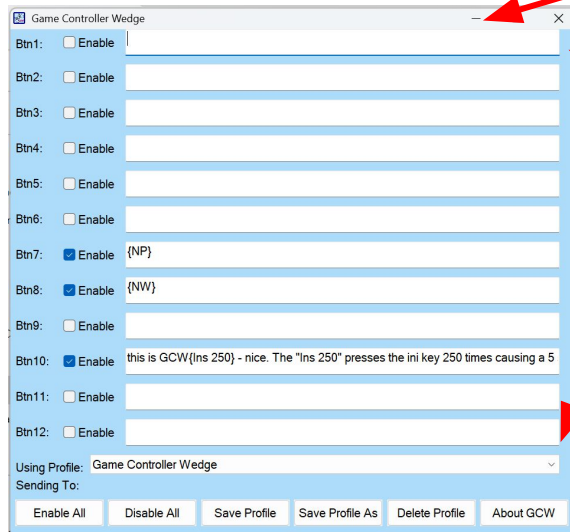 Game Controller Wedge
Btn1: Enable
Btn2: Enable
Btn3: Enable
Btn4: Enable
Btn5: Enable
Btn6: Enable
Btn7: Enable {NP}
Btn8: Enable {NW}
Btn9: Enable
Btn10: Enable this is GCW{Ins 250} - nice. The "Ins 250" presses the ini key 250 times causing a 5
Btn11: Enable
Btn12: Enable
Using Profile: Game Controller Wedge
Sending To:
Enable All Disable All Save Profile Save Profile As Delete Profile About GCW